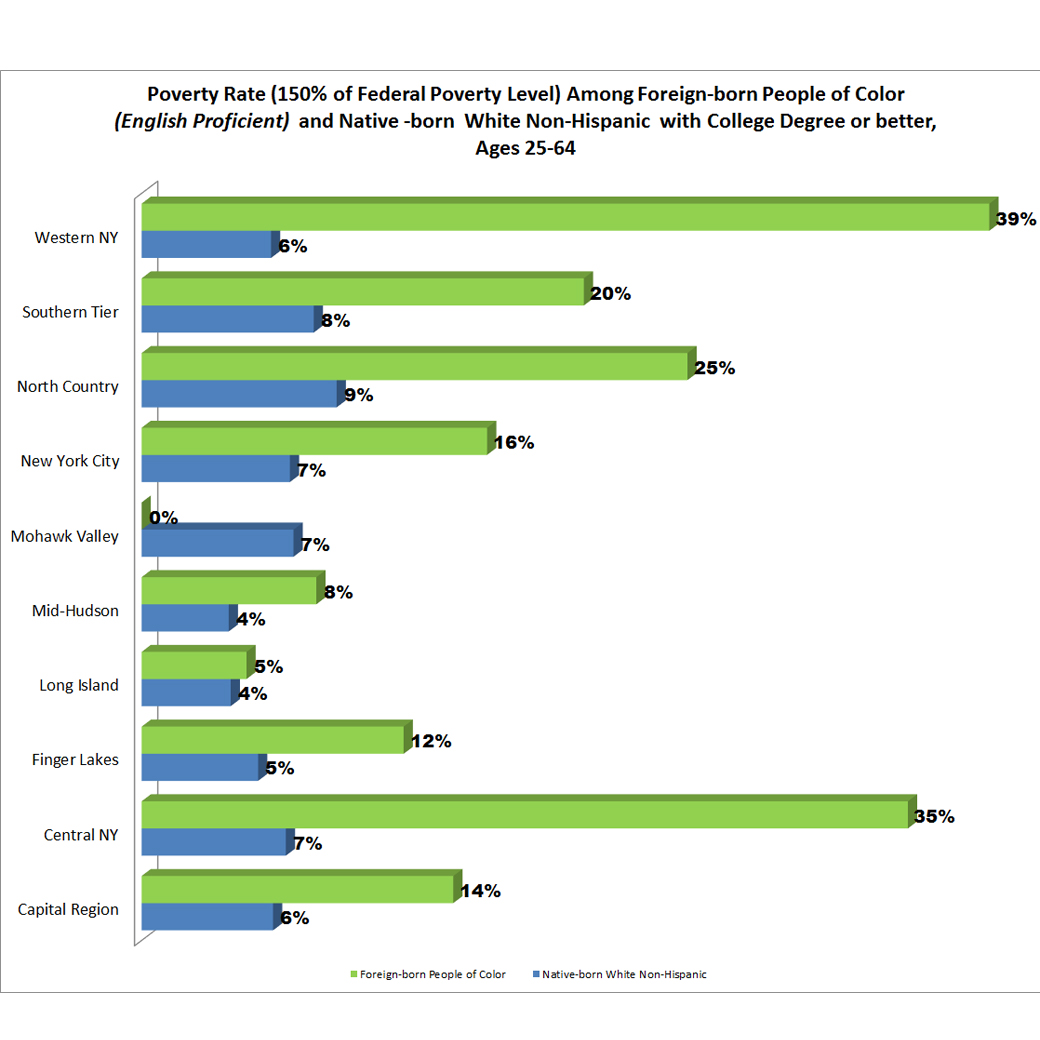 Poverty Rate (150% of Federal Poverty Level) Among Foreign-born People of Color
(English Proficient) and Native -born White Non-Hispanic with College Degree or better,
Ages 25-64
39%
Western NY
6%
20%
Southern Tier
8%
25%
North Country
9%
16%
New York City
7%
0%
Mohawk Valley
7%
8%
Mid-Hudson
4%
5%
Long Island
4%
12%
Finger Lakes
5%
35%
Central NY
7%
14%
Capital Region
6%
Foreign-born People of Color Native-born White Non-Hispanic